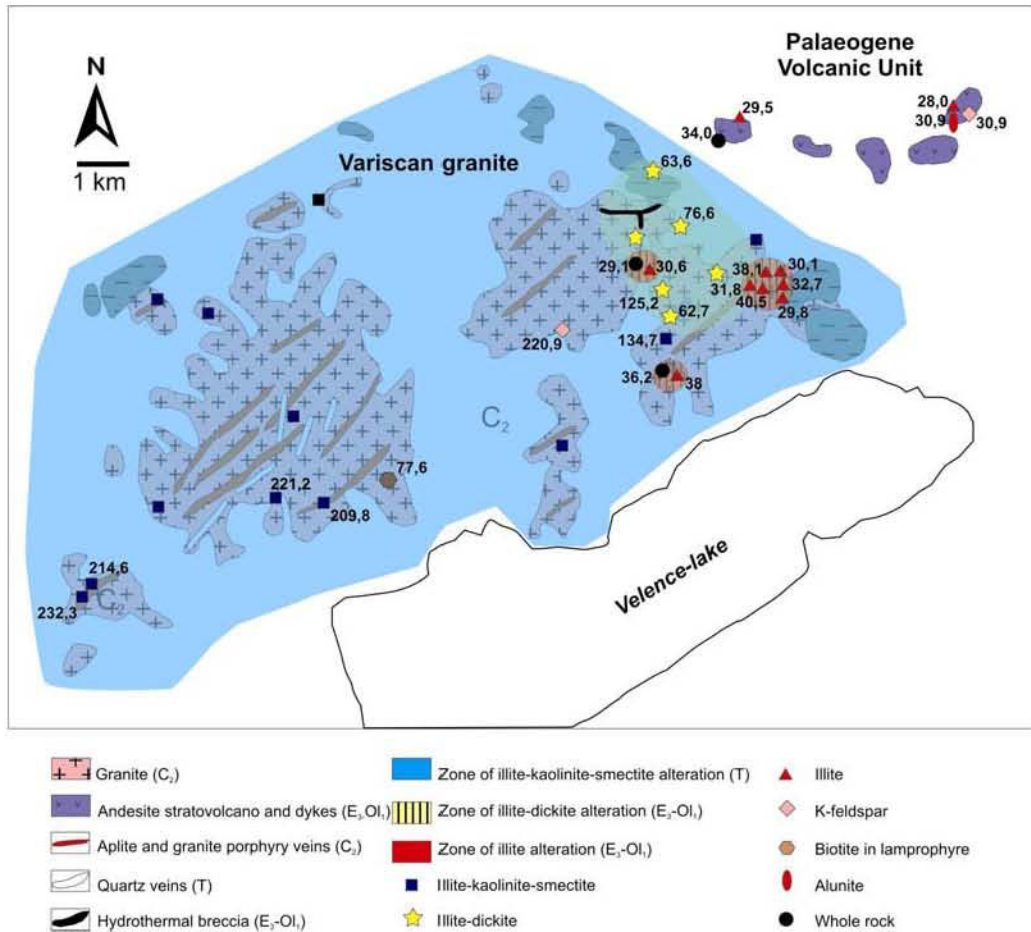 Palaeogene
Volcanic Unit
N
1 km
Variscan granite
29,5
34,0
28,0
30,9
30,9
63,6
76,6
29,1
30,6
38,1
30,1
31,8
32,7
40,5
29,8
125,2
62,7
220,9
134,7
36,2
38
C₂
77,6
221,2
209,8
214,6
232,3
C₂
Velence-lake
Granite (C₂)
Andesite stratovolcano and dykes (E₃,Ol₁)
Aplite and granite porphyry veins (C₂)
Quartz veins (T)
Hydrothermal breccia (E₃-Ol₁)
Zone of illite-kaolinite-smectite alteration (T)
Zone of illite-dickite alteration (E₃-Ol₁)
Zone of illite alteration (E₃-Ol₁)
Illite-kaolinite-smectite
Illite-dickite
Illite
K-feldspar
Biotite in lamprophyre
Alunite
Whole rock